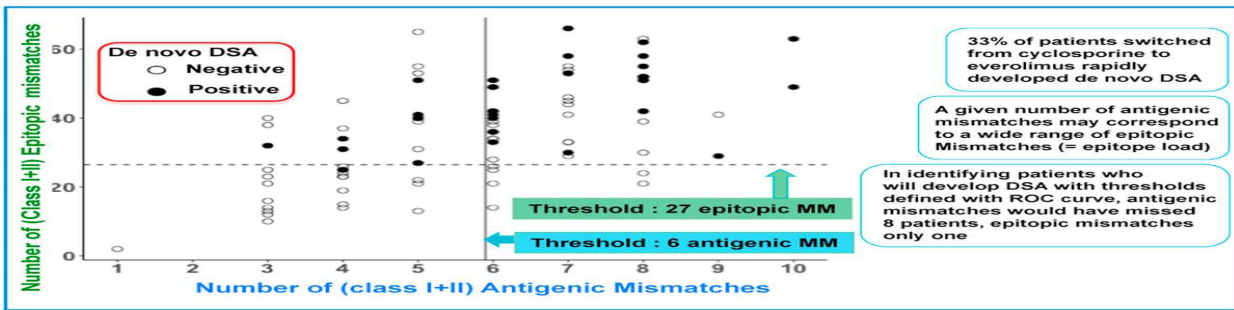 Number of (Class I+II) Epitopic mismatches
60
40
20
0
De novo DSA
Negative
Positive
Threshold : 27 epitopic MM
Threshold : 6 antigenic MM
1 2 3 4 5 6 7 8 9 10
Number of (class I+II) Antigenic Mismatches
33% of patients switched
from cyclosporine to
everolimus rapidly
developed de novo DSA
A given number of antigenic
mismatches may correspond
to a wide range of epitopic
Mismatches (= epitope load)
In identifying patients who
will develop DSA with thresholds
defined with ROC curve, antigenic
mismatches would have missed
8 patients, epitopic mismatches
only one